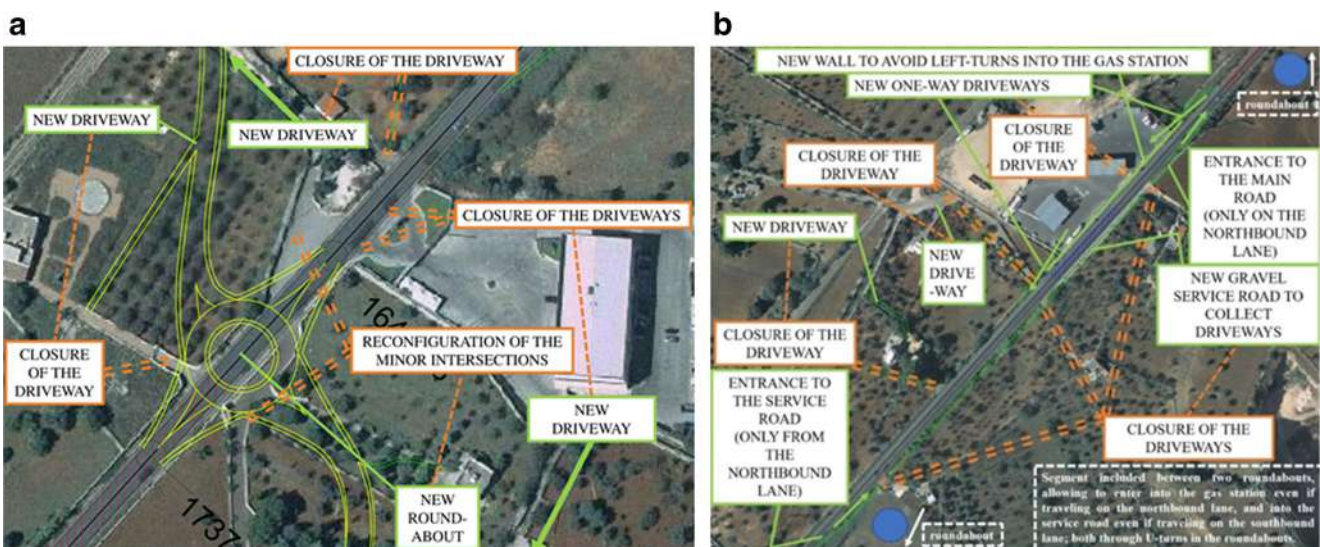 a
CLOSURE OF THE DRIVEWAY
NEW DRIVEWAY
NEW DRIVEWAY
CLOSURE OF THE DRIVEWAYS
RECONFIGURATION OF THE
MINOR INTERSECTIONS
CLOSURE
OF THE
DRIVEWAY
NEW
DRIVEWAY
NEW
ROUND-
ABOUT
1737
b
NEW WALL TO AVOID LEFT-TURNS INTO THE GAS STATION
NEW ONE-WAY DRIVEWAYS
roundabout
CLOSURE
OF THE
DRIVEWAY
CLOSURE OF THE
DRIVEWAY
ENTRANCE TO
THE MAIN
ROAD
(ONLY ON THE
NORTHBOUND
LANE)
NEW DRIVEWAY
NEW
DRIVE
-WAY
NEW GRAVEL
SERVICE ROAD TO
COLLECT
DRIVEWAYS
CLOSURE OF THE
DRIVEWAY
ENTRANCE TO
THE SERVICE
ROAD
(ONLY FROM
THE
NORTHBOUND
LANE)
CLOSURE OF THE
DRIVEWAYS
roundabout
Segment included between two roundabouts,
allowing to enter into the gas station even if
traveling on the northbound lane, and into the
service road even if traveling on the southbound
lane; both through U-turns in the roundabouts.